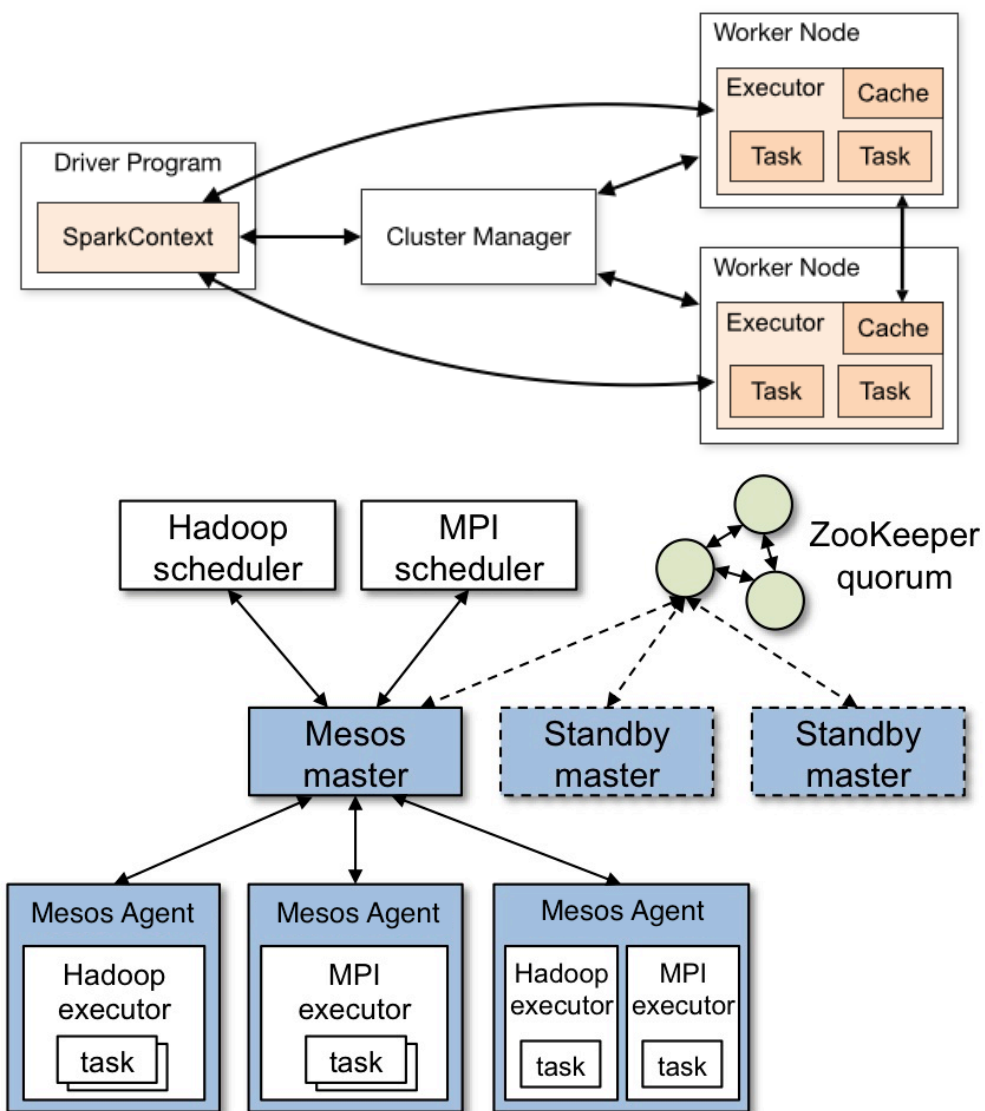 Worker Node
Executor
Cache
Task
Task
Driver Program
SparkContext
Cluster Manager
Worker Node
Executor
Cache
Task
Task
Hadoop
scheduler
MPI
scheduler
ZooKeeper
quorum
Mesos
master
Standby
master
Standby
master
Mesos Agent
Hadoop
executor
task
Mesos Agent
MPI
executor
task
Mesos Agent
Hadoop
executor
task
MPI
executor
task